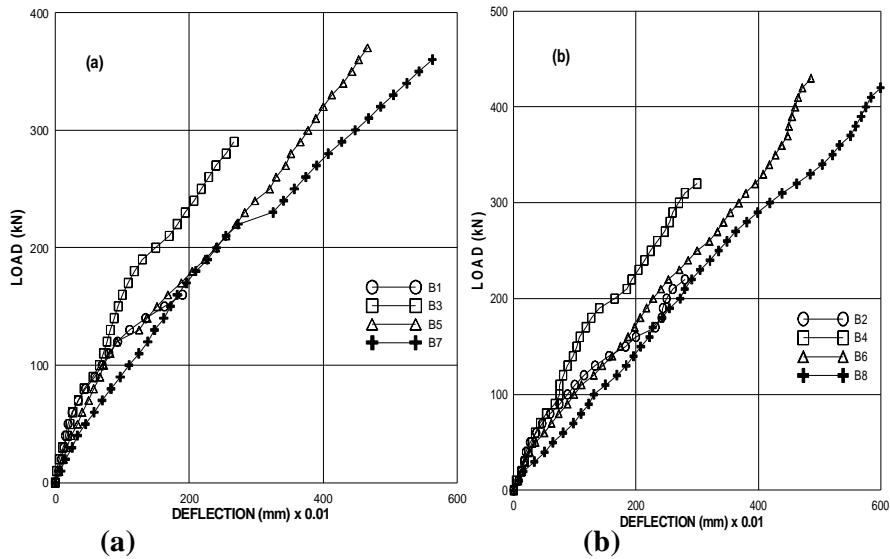 400
300
200
100
0
LOAD (kN)
(a)
B1
B3
B5
B7
0
200
400
600
DEFLECTION (mm) x 0.01
(a)
500
400
300
200
100
0
LOAD (kN)
(b)
B2
B4
B6
B8
0
200
400
600
DEFLECTION (mm) x 0.01
(b)